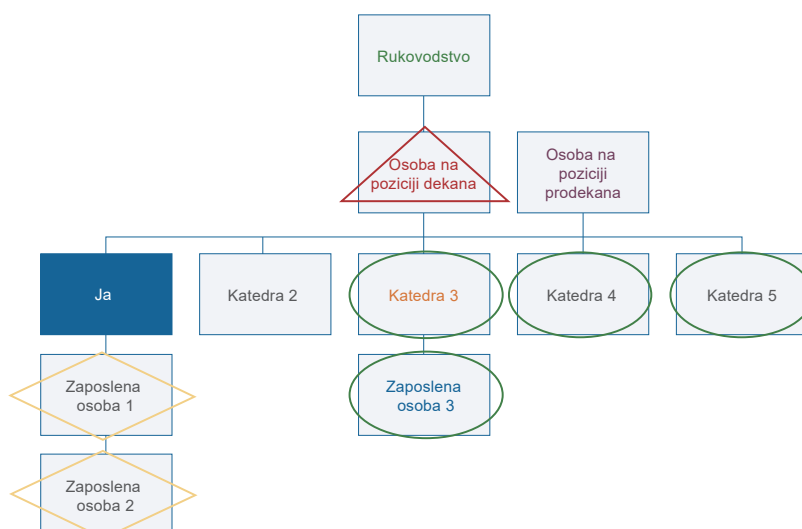 Rukovodstvo
Osoba na
poziciji dekana
Osoba na
poziciji
prodekana
Ja
Katedra 2
Katedra 3
Katedra 4
Katedra 5
Zaposlena
osoba 1
Zaposlena
osoba 3
Zaposlena
osoba 2